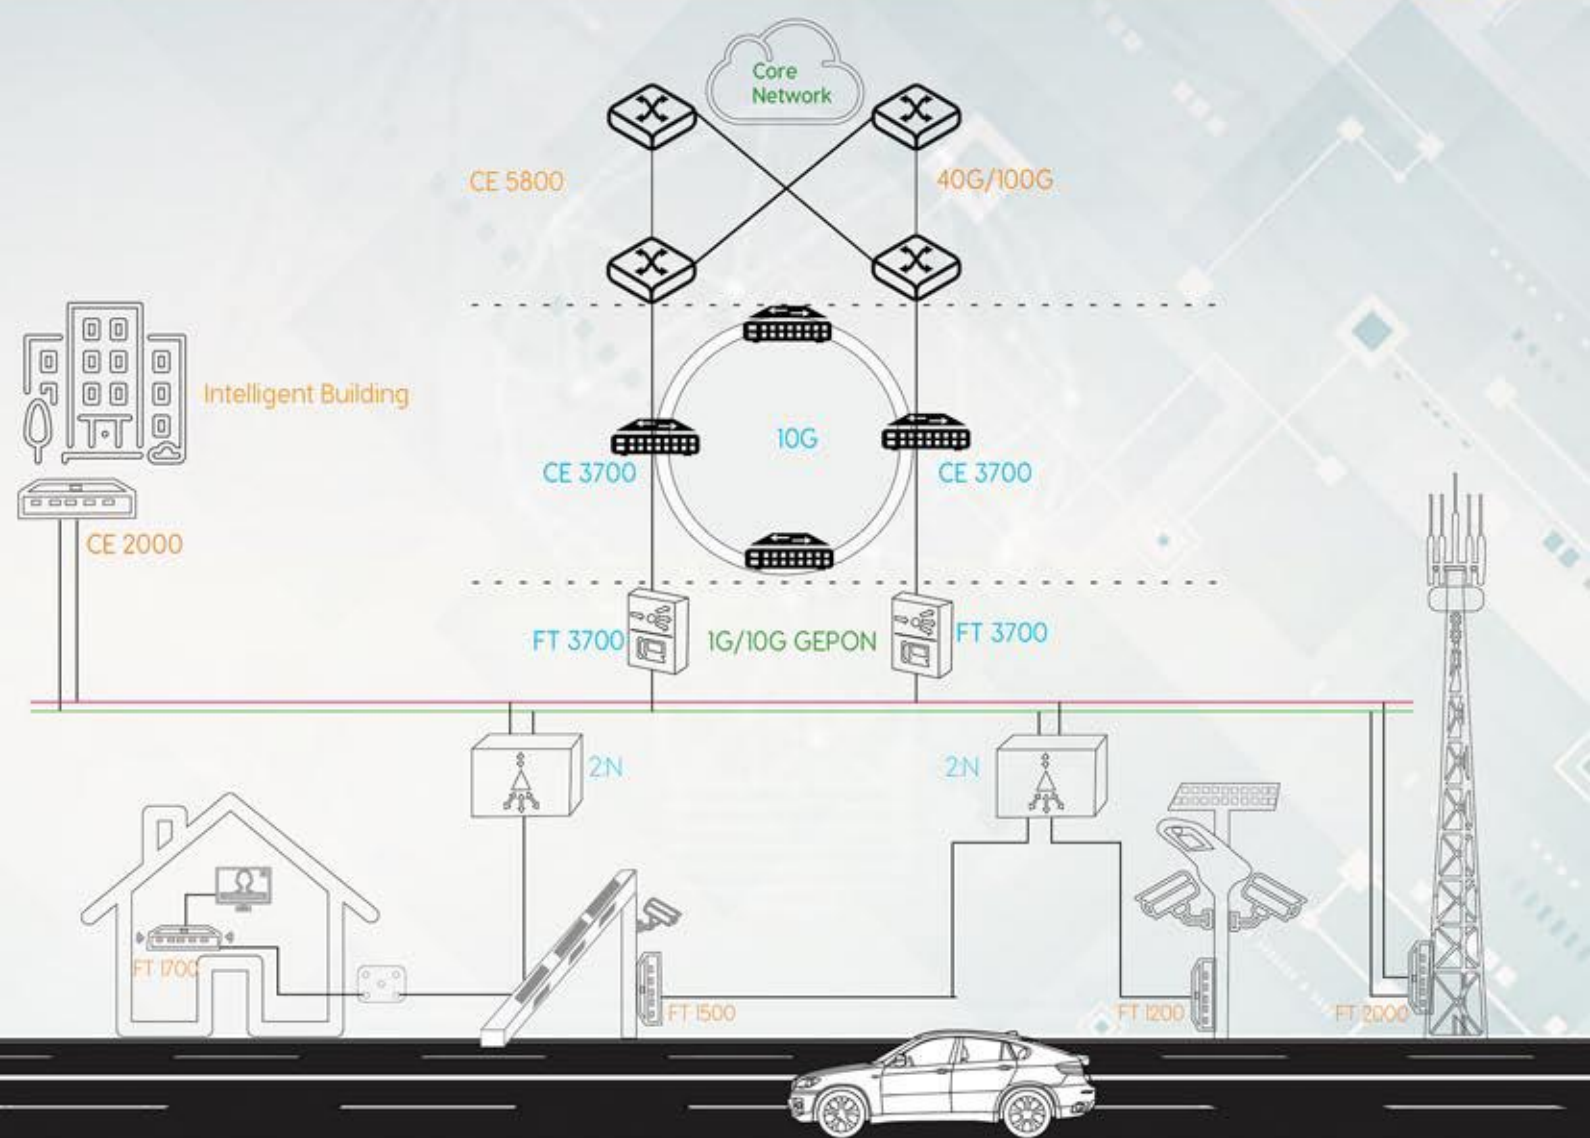 Core
Network
CE 5800
40G/100G
Intelligent Building
10G
CE 3700
CE 3700
CE 2000
FT 3700
1G/10G GEPON
FT 3700
2:N
2:N
FT 1700
FT 1500
FT 1200
FT 2000